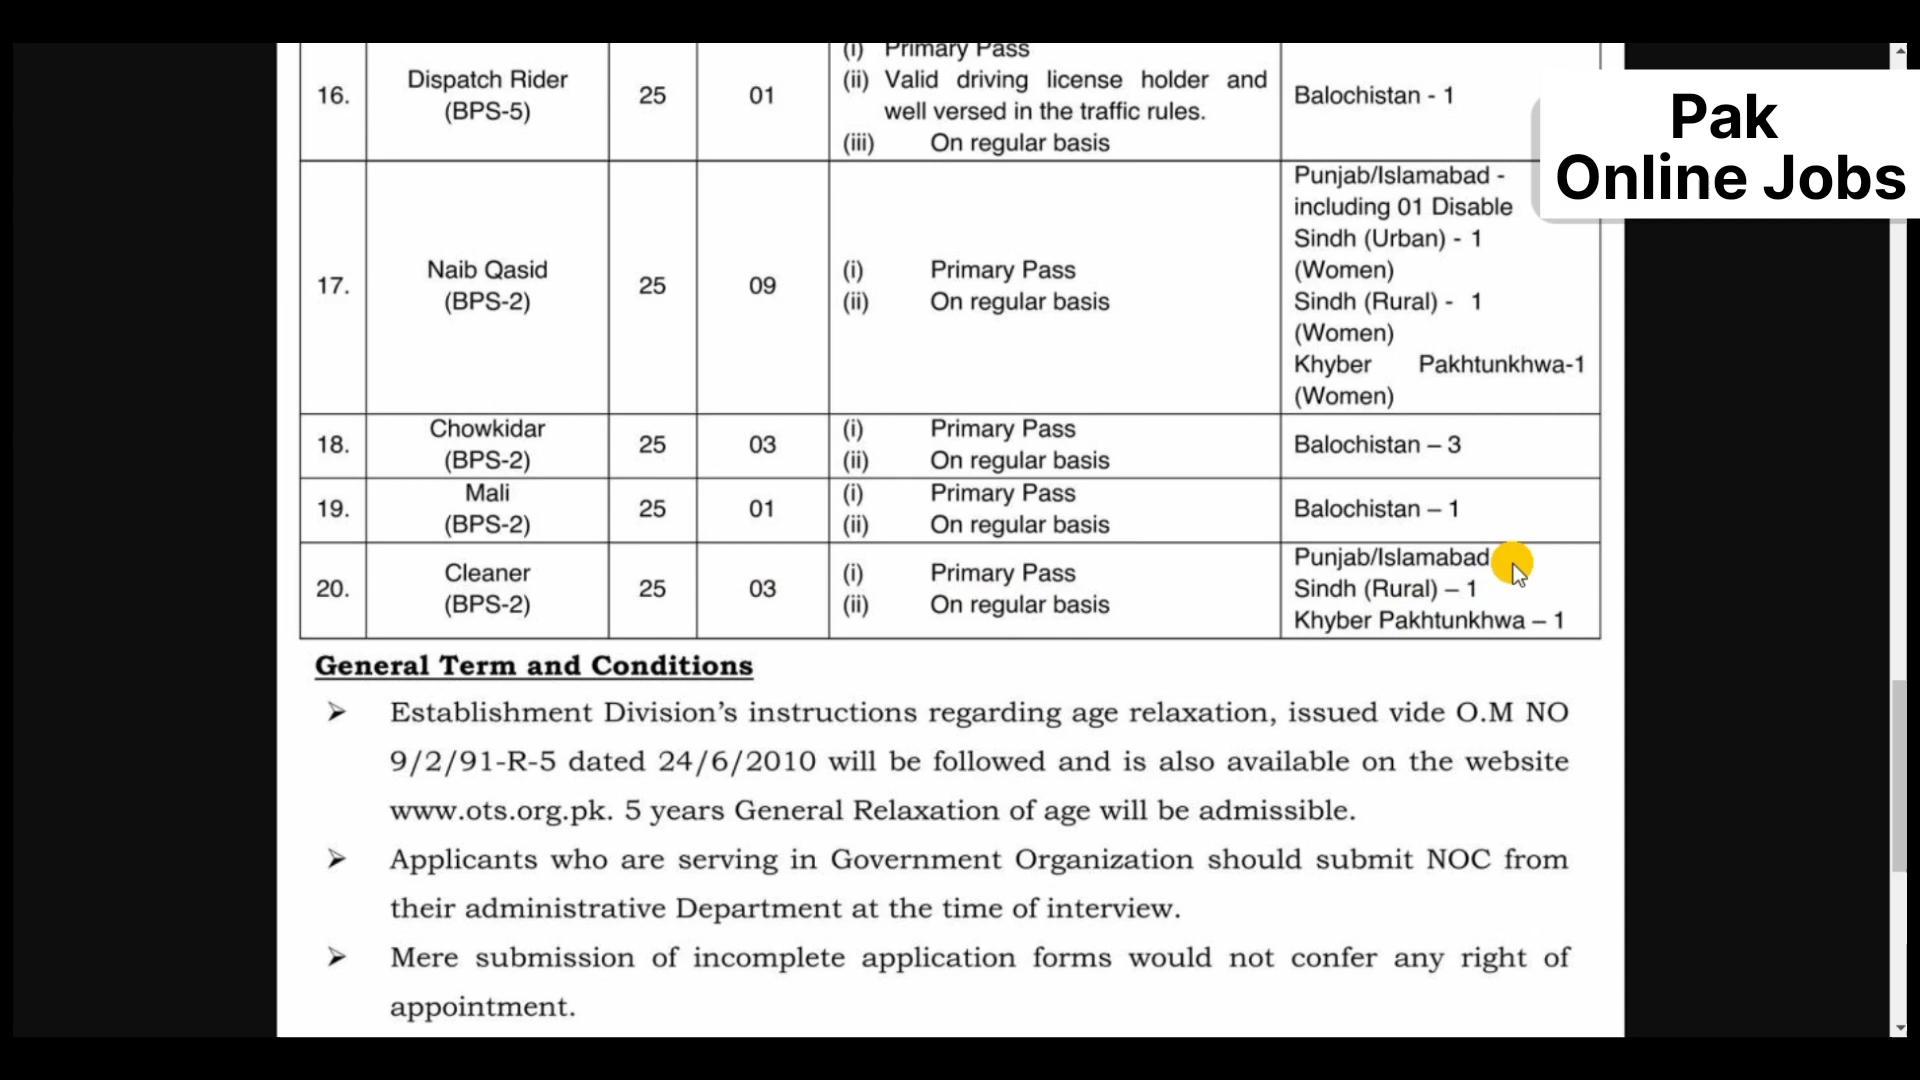 (i) Primary Pass
16. Dispatch Rider (BPS-5) 25 01 (ii) Valid driving license holder and well versed in the traffic rules. Balochistan - 1
(iii) On regular basis
17. Naib Qasid (BPS-2) 25 09 (i) Primary Pass
(ii) On regular basis
Punjab/Islamabad -
including 01 Disable
Sindh (Urban) - 1
(Women)
Sindh (Rural) - 1
(Women)
Khyber Pakhtunkhwa-1
(Women)
18. Chowkidar (BPS-2) 25 03 (i) Primary Pass
(ii) On regular basis
Balochistan – 3
19. Mali (BPS-2) 25 01 (i) Primary Pass
(ii) On regular basis
Balochistan – 1
20. Cleaner (BPS-2) 25 03 (i) Primary Pass
(ii) On regular basis
Punjab/Islamabad
Sindh (Rural) – 1
Khyber Pakhtunkhwa – 1
Pak
Online Jobs
General Term and Conditions
➢ Establishment Division’s instructions regarding age relaxation, issued vide O.M NO
9/2/91-R-5 dated 24/6/2010 will be followed and is also available on the website
www.ots.org.pk. 5 years General Relaxation of age will be admissible.
➢ Applicants who are serving in Government Organization should submit NOC from
their administrative Department at the time of interview.
➢ Mere submission of incomplete application forms would not confer any right of
appointment.